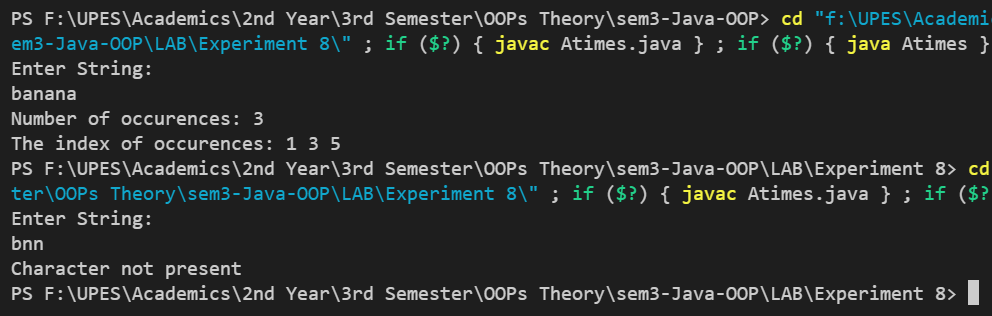 PS F:\UPES\Academics\2nd Year\3rd Semester\OOPs Theory\sem3-Java-OOP> cd "f:\UPES\Academi
em3-Java-OOP\LAB\Experiment 8\" ; if ($?) { javac Atimes.java } ; if ($?) { java Atimes }
Enter String:
banana
Number of occurences: 3
The index of occurences: 1 3 5
PS F:\UPES\Academics\2nd Year\3rd Semester\OOPs Theory\sem3-Java-OOP\LAB\Experiment 8> cd
ter\OOPs Theory\sem3-Java-OOP\LAB\Experiment 8\" ; if ($?) { javac Atimes.java } ; if ($?
Enter String:
bnn
Character not present
PS F:\UPES\Academics\2nd Year\3rd Semester\OOPs Theory\sem3-Java-OOP\LAB\Experiment 8>